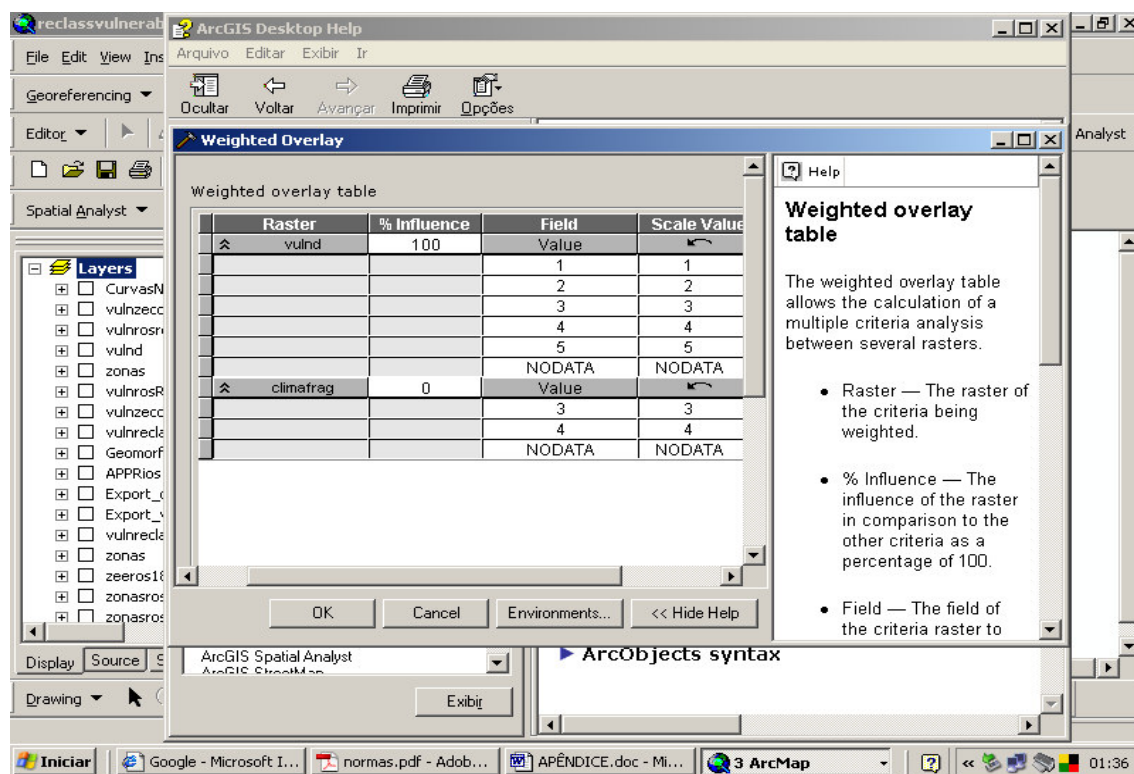 reclassvulnerab
ArcGIS Desktop Help
File Edit View Ins
Arquivo Editar Exibir Ir
Georeferencing
Ocultar Voltar Avançar Imprimir Opções
Editor
Analyst
Weighted Overlay
Spatial Analyst
Weighted overlay table
Raster % Influence Field Scale Value
vulnd 100 Value
1 1
2 2
3 3
4 4
5 5
NODATA NODATA
climafrag 0 Value
3 3
4 4
NODATA NODATA
OK Cancel Environments... << Hide Help
Help
Weighted overlay
table
The weighted overlay table
allows the calculation of a
multiple criteria analysis
between several rasters.
• Raster — The raster of
the criteria being
weighted.
• % Influence — The
influence of the raster
in comparison to the
other criteria as a
percentage of 100.
• Field — The field of
the criteria raster to
Layers
CurvasN
vulnzecc
vulnrosr
vulnd
zonas
vulnrosR
vulnzecc
vulnrecla
Geomorf
APPRios
Export_
Export_
vulnrecla
zonas
zeeros18
zonasros
zonasros
Display Source S
ArcGIS Spatial Analyst
ArcGIS StreetMap
ArcObjects syntax
Drawing
Exibir
Iniciar Google - Microsoft I... normas.pdf - Adob... APÊNDICE.doc - Mi... 3 ArcMap « 01:36